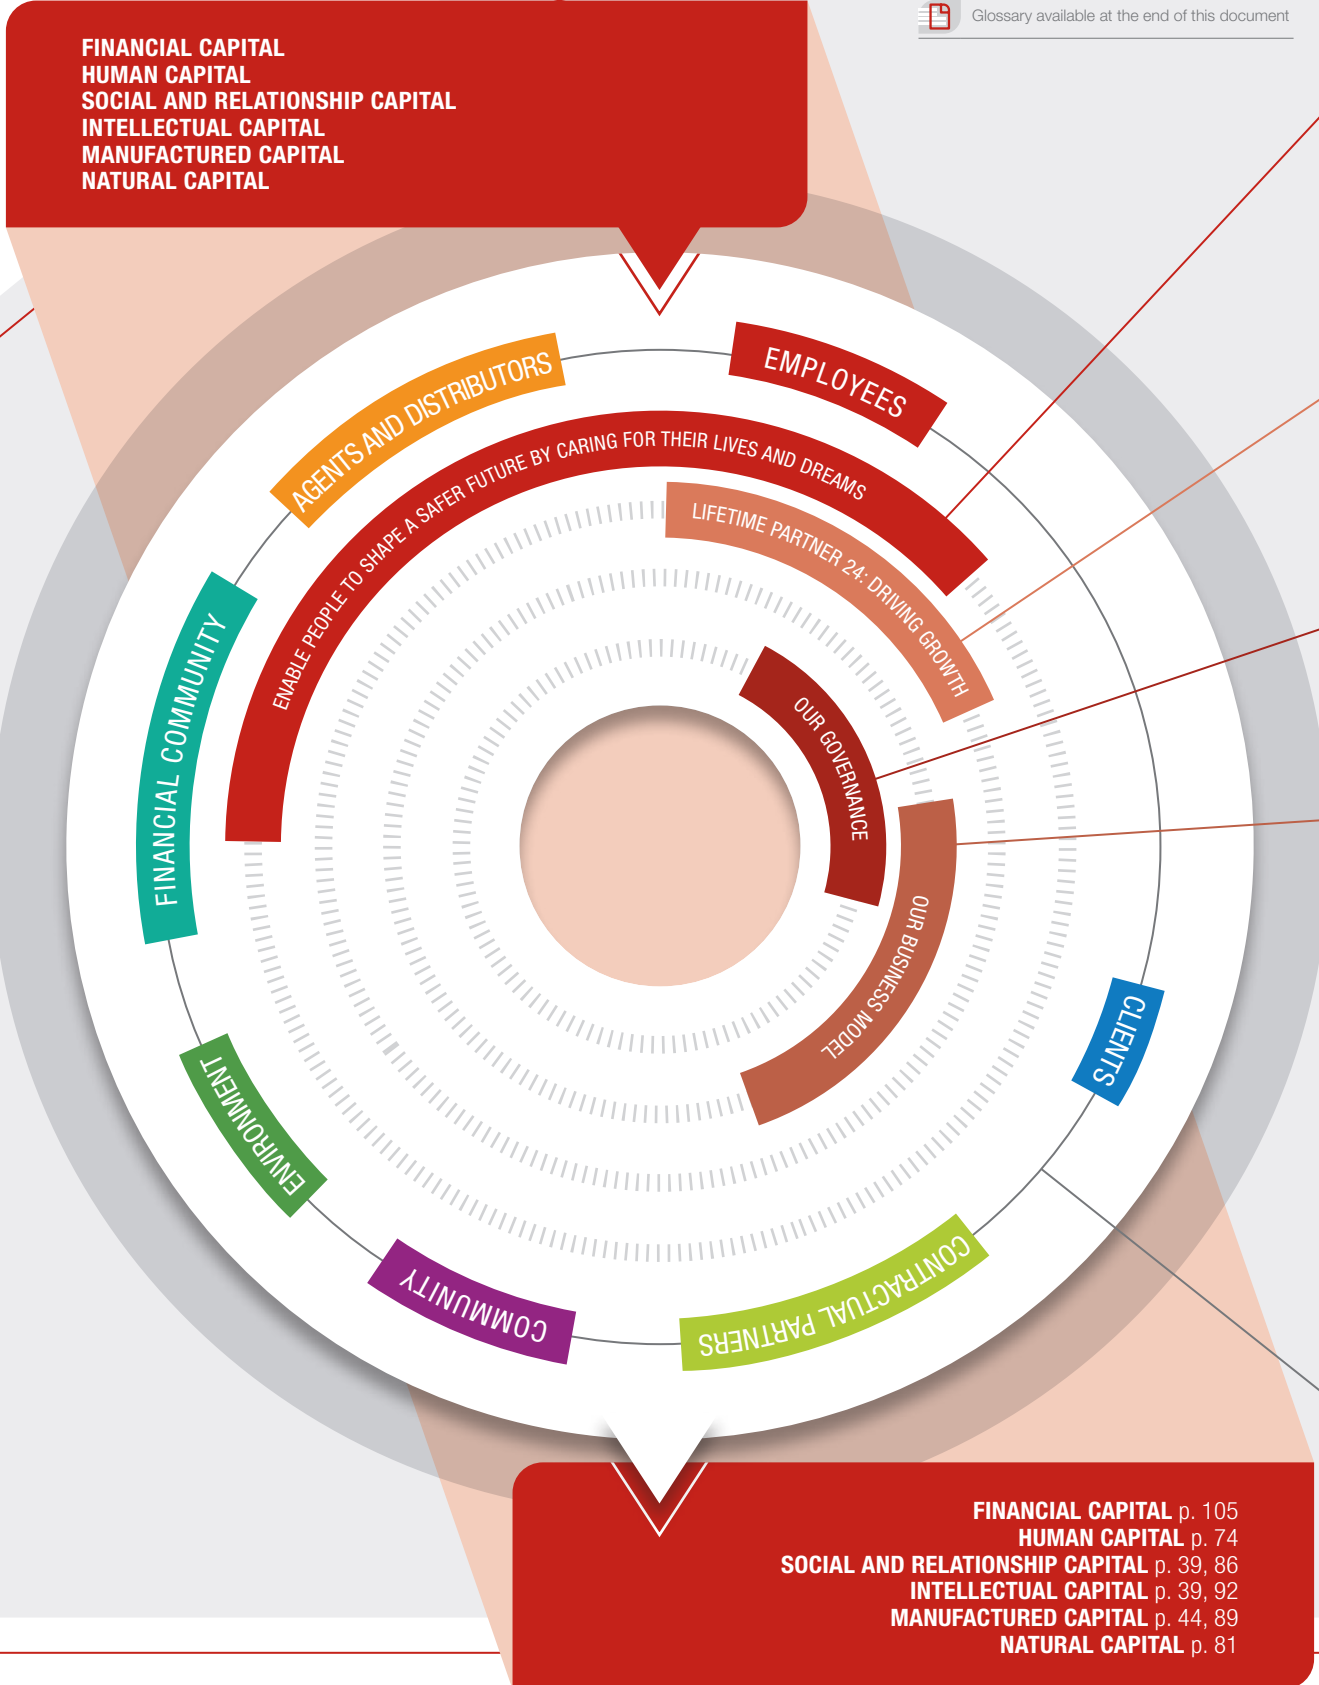 Glossary available at the end of this document
FINANCIAL CAPITAL
HUMAN CAPITAL
SOCIAL AND RELATIONSHIP CAPITAL
INTELLECTUAL CAPITAL
MANUFACTURED CAPITAL
NATURAL CAPITAL
AGENTS AND DISTRIBUTORS
EMPLOYEES
ENABLE PEOPLE TO SHAPE A SAFER FUTURE BY CARING FOR THEIR LIVES AND DREAMS
LIFETIME PARTNER 24: DRIVING GROWTH
FINANCIAL COMMUNITY
OUR GOVERNANCE
OUR BUSINESS MODEL
CLIENTS
ENVIRONMENT
COMMUNITY
CONTRACTUAL PARTNERS
FINANCIAL CAPITAL p. 105
HUMAN CAPITAL p. 74
SOCIAL AND RELATIONSHIP CAPITAL p. 39, 86
INTELLECTUAL CAPITAL p. 39, 92
MANUFACTURED CAPITAL p. 44, 89
NATURAL CAPITAL p. 81